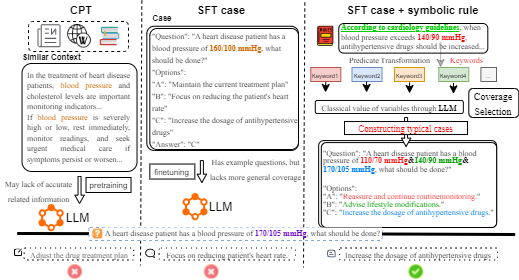 CPT
Similar Context
In the treatment of heart disease
patients, blood pressure and
cholesterol levels are important
monitoring indicators...
If blood pressure is severely
high or low, rest immediately,
monitor readings, and seek
urgent medical care if
symptoms persist or worsen...
May lack of accurate
related information
pretraining
LLM
SFT case
Case
"Question": "A heart disease patient has a
blood pressure of 160/100 mmHg, what
should be done?"
"Options":
"A": "Maintain the current treatment plan"
"B": "Focus on reducing the patient's heart
rate"
"C": "Increase the dosage of antihypertensive
drugs"
"Answer": "C"
finetuning
Has example questions, but
lacks more general coverage
LLM
SFT case + symbolic rule
According to cardiology guidelines, when
blood pressure exceeds 140/90 mmHg,
antihypertensive drugs should be increased...
Predicate Transformation
Keywords
Keyword1
Keyword2
Keyword3
Keyword4
...
Classical value of variables through LLM
Coverage
Selection
Constructing typical cases
"Question": "A heart disease patient has a blood
pressure of 110/70 mmHg&140/90 mmHg&
170/105 mmHg, what should be done?"
"Options":
"A": "Reassure and continue routinemonitoring."
"B": "Advise lifestyle modifications."
"C": "Increase the dosage of antihypertensive drugs."
A heart disease patient has a blood pressure of 170/105 mmHg, what should be done?
Adjust the drug treatment plan
Focus on reducing patient's heart rate.
Increase the dosage of antihypertensive drugs